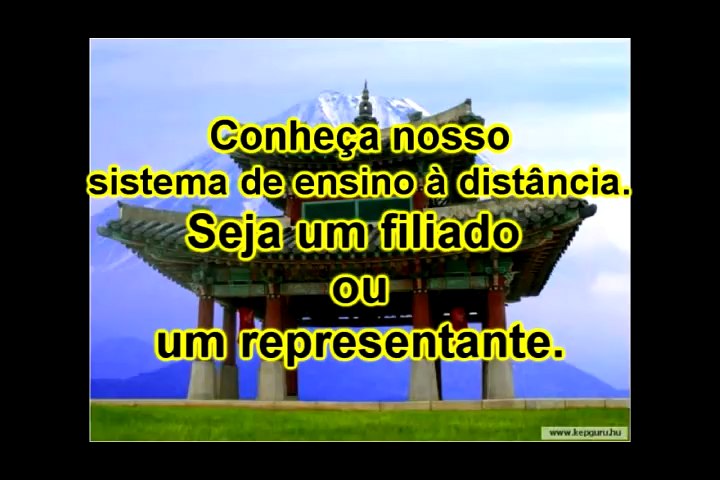 Conheça nosso
sistema de ensino à distância.
Seja um filiado
ou
um representante.
www.kepguru.hu